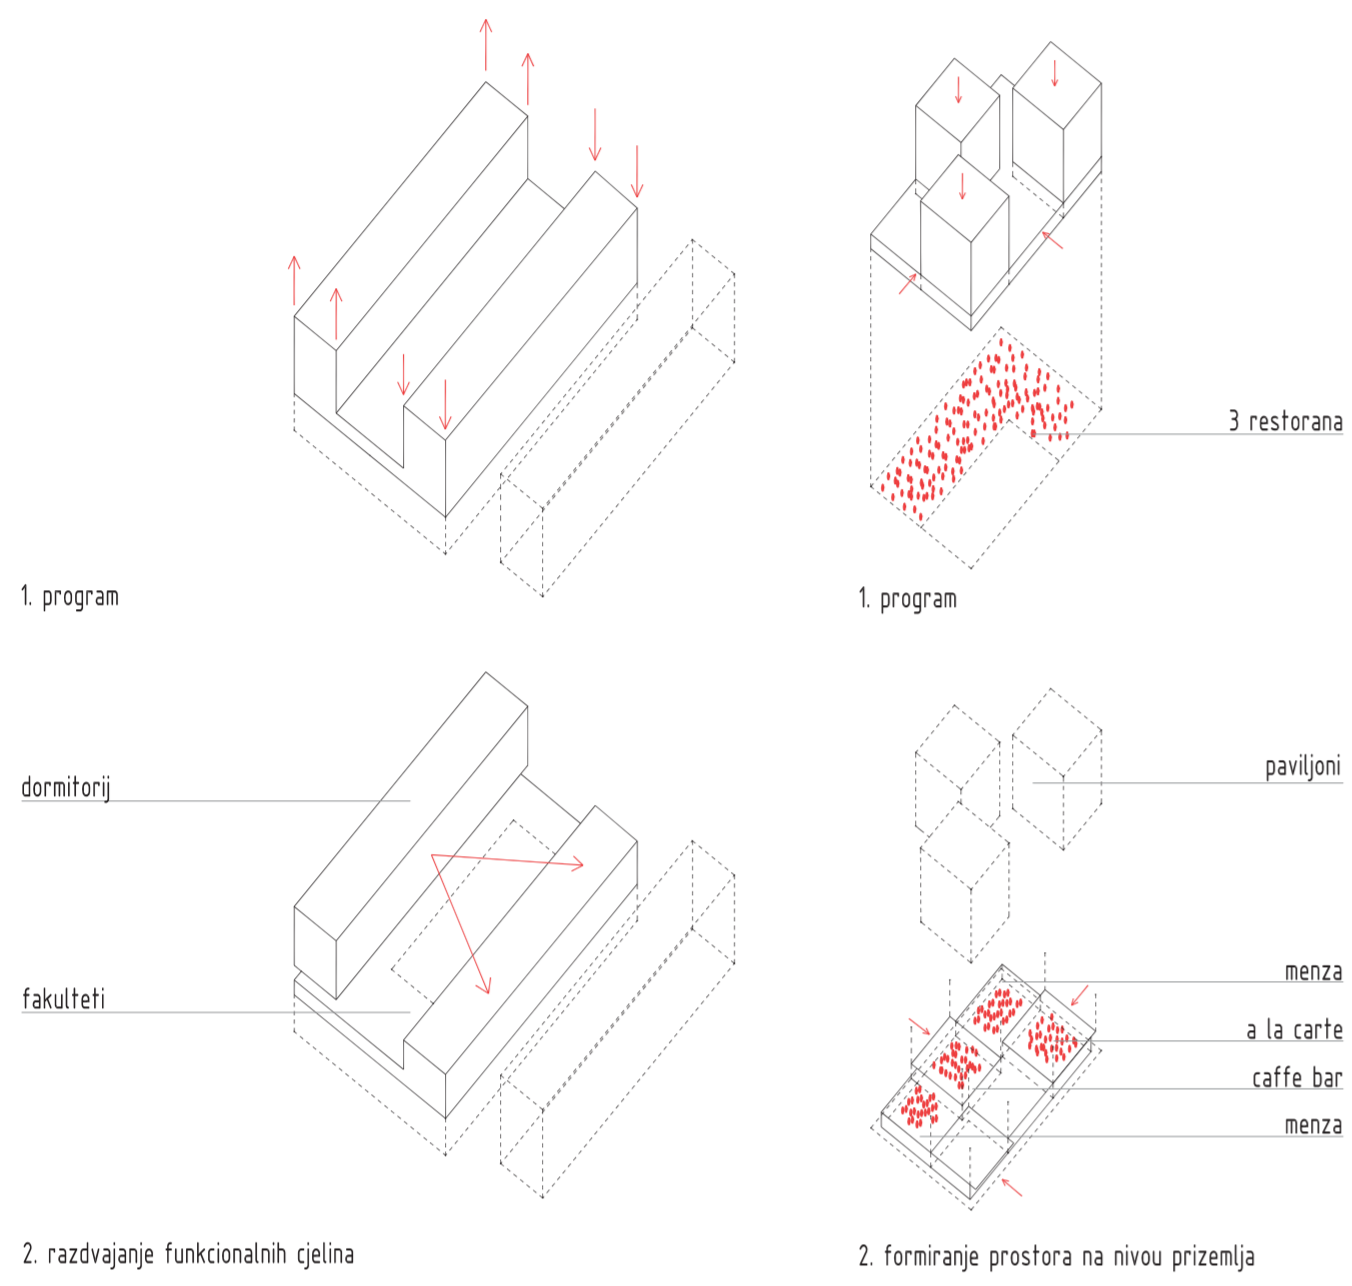 3 restorana
1. program
1. program
dormitorij
fakulteti
paviljoni
menza
a la carte
caffe bar
menza
2. razdvajanje funkcionalnih cjelina
2. formiranje prostora na nivou prizemlja